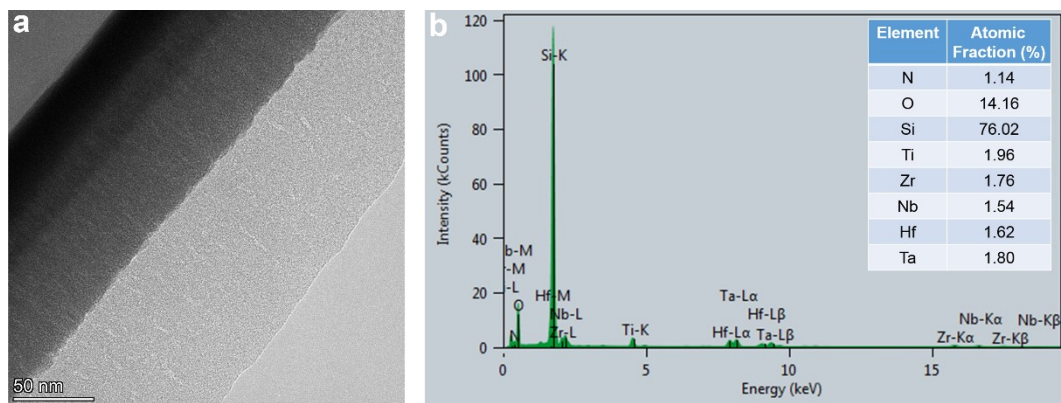 a
50 nm
b
120
100
80
60
40
20
0
Intensity (kCounts)
Si-K
b-M
-M
-L
O
N
Hf-M
Nb-L
Zr-L
Ti-K
Ta-Lα
Hf-Lβ
Hf-Lα
Ta-Lβ
Nb-Kα
Nb-Kβ
Zr-Kα
Zr-Kβ
0 5 10 15
Energy (keV)
Element Atomic Fraction (%)
N 1.14
O 14.16
Si 76.02
Ti 1.96
Zr 1.76
Nb 1.54
Hf 1.62
Ta 1.80